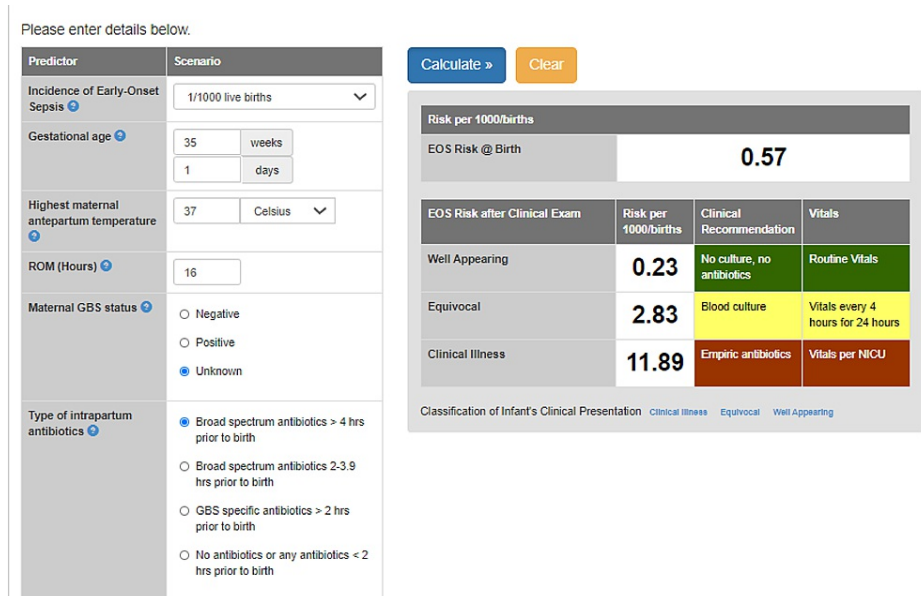 Please enter details below.
Predictor
Scenario
Incidence of Early-Onset
Sepsis
1/1000 live births
Gestational age
35
weeks
1
days
Highest maternal
antepartum temperature
37
Celsius
ROM (Hours)
16
Maternal GBS status
Negative
Positive
Unknown
Type of intrapartum
antibiotics
Broad spectrum antibiotics > 4 hrs
prior to birth
Broad spectrum antibiotics 2-3.9
hrs prior to birth
GBS specific antibiotics > 2 hrs
prior to birth
No antibiotics or any antibiotics < 2
hrs prior to birth
Calculate »
Clear
Risk per 1000/births
EOS Risk @ Birth
0.57
EOS Risk after Clinical Exam
Risk per
1000/births
Clinical
Recommendation
Vitals
Well Appearing
0.23
No culture, no
antibiotics
Routine Vitals
Equivocal
2.83
Blood culture
Vitals every 4
hours for 24 hours
Clinical Illness
11.89
Empiric antibiotics
Vitals per NICU
Classification of Infant's Clinical Presentation Clinical Illness Equivocal Well Appearing